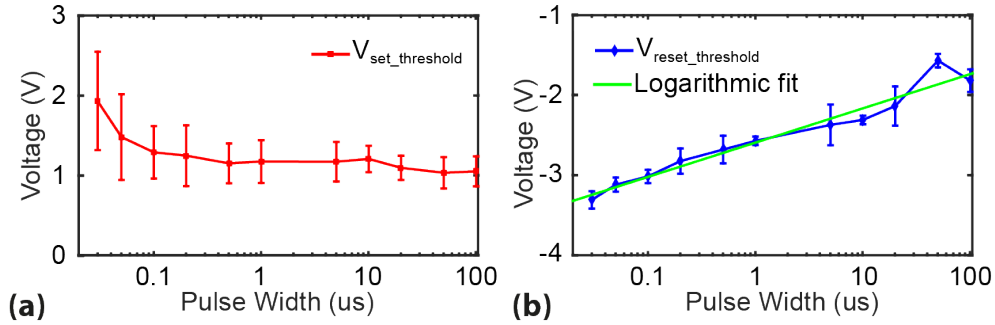 3
2
1
0
Voltage (V)
V_set_threshold
0.1 1 10 100
Pulse Width (us)
(a)
-1
-2
-3
-4
Voltage (V)
V_reset_threshold
Logarithmic fit
0.1 1 10 100
Pulse Width (us)
(b)